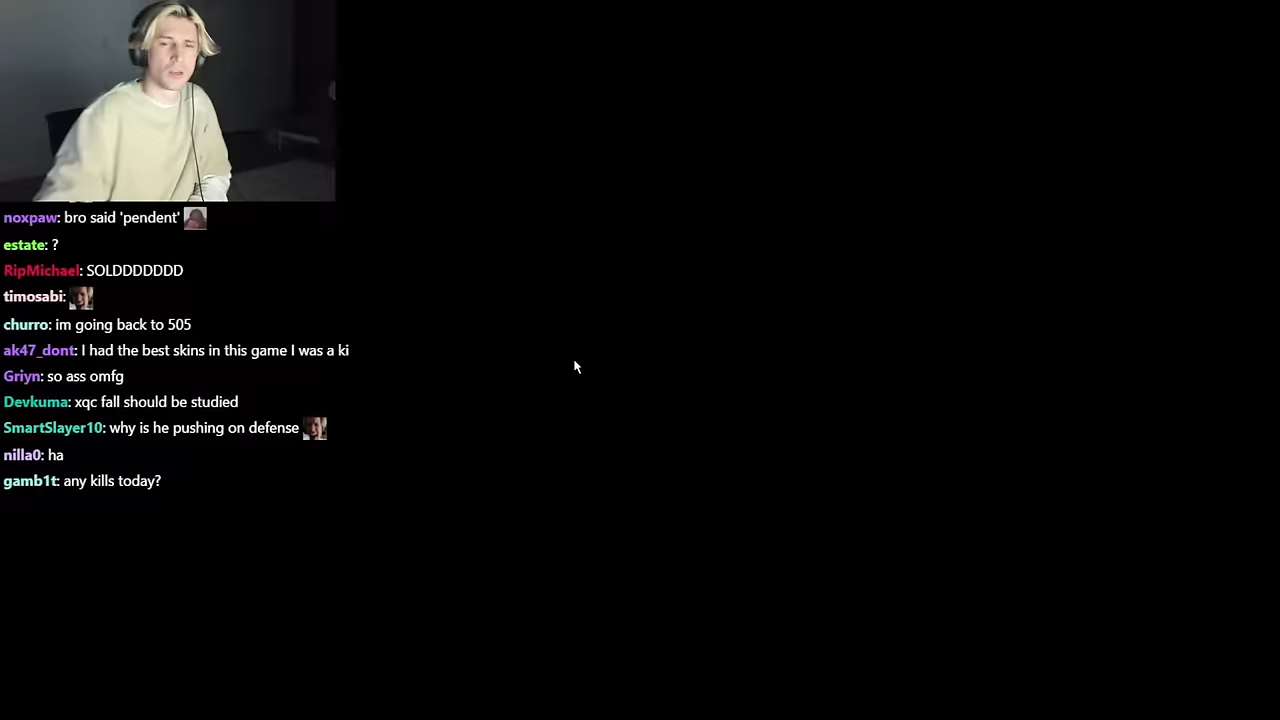 noxpaw: bro said 'pendent'
estate: ?
RipMichael: SOLDDDDDDD
timosabi:
churro: im going back to 505
ak47_dont: I had the best skins in this game I was a ki
Griyn: so ass omfg
Devkuma: xqc fall should be studied
SmartSlayer10: why is he pushing on defense
nilla0: ha
gamb1t: any kills today?